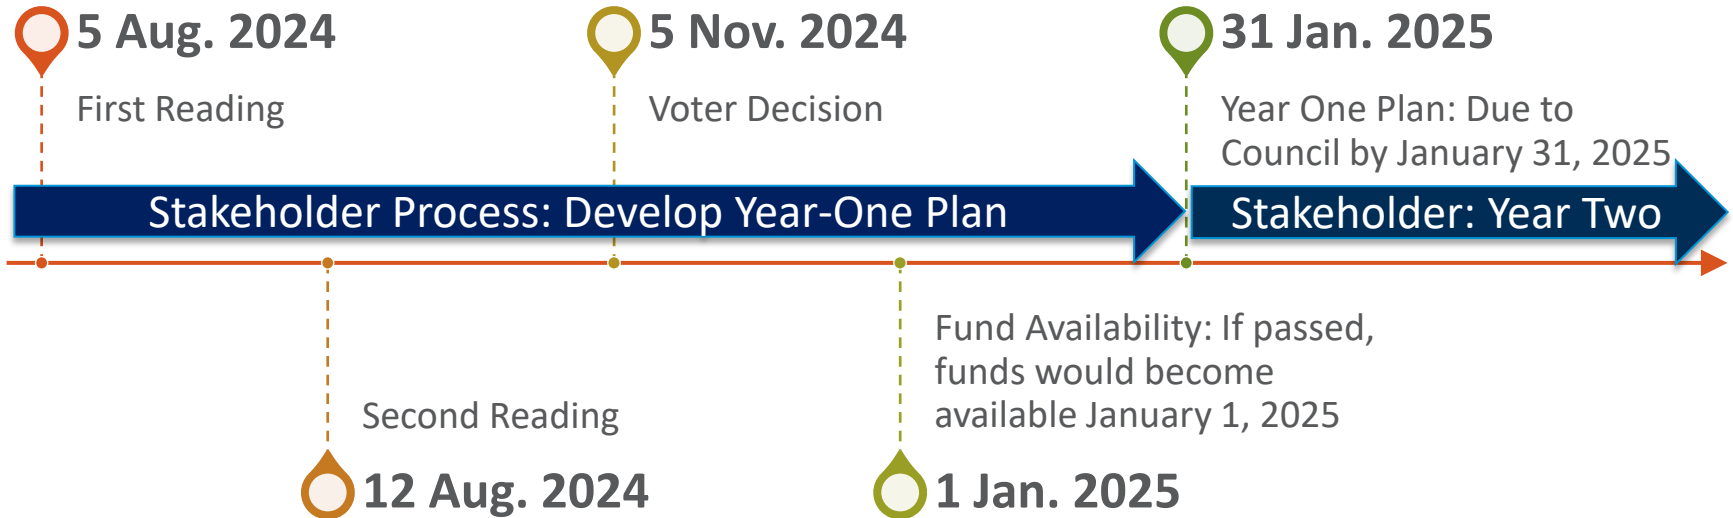 5 Aug. 2024
First Reading
5 Nov. 2024
Voter Decision
31 Jan. 2025
Year One Plan: Due to
Council by January 31, 2025
Stakeholder Process: Develop Year-One Plan
Stakeholder: Year Two
Second Reading
12 Aug. 2024
Fund Availability: If passed,
funds would become
available January 1, 2025
1 Jan. 2025